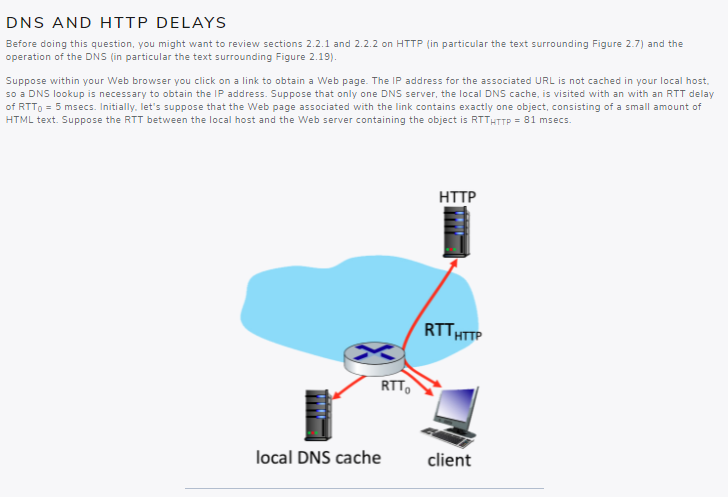 DNS AND HTTP DELAYS
Before doing this question, you might want to review sections 2.2.1 and 2.2.2 on HTTP (in particular the text surrounding Figure 2.7) and the
operation of the DNS (in particular the text surrounding Figure 2.19).
Suppose within your Web browser you click on a link to obtain a Web page. The IP address for the associated URL is not cached in your local host,
so a DNS lookup is necessary to obtain the IP address. Suppose that only one DNS server, the local DNS cache, is visited with an with an RTT delay
of RTT₀ = 5 msecs. Initially, let's suppose that the Web page associated with the link contains exactly one object, consisting of a small amount of
HTML text. Suppose the RTT between the local host and the Web server containing the object is RTTHTTP = 81 msecs.
HTTP
RTTHTTP
RTT₀
local DNS cache
client